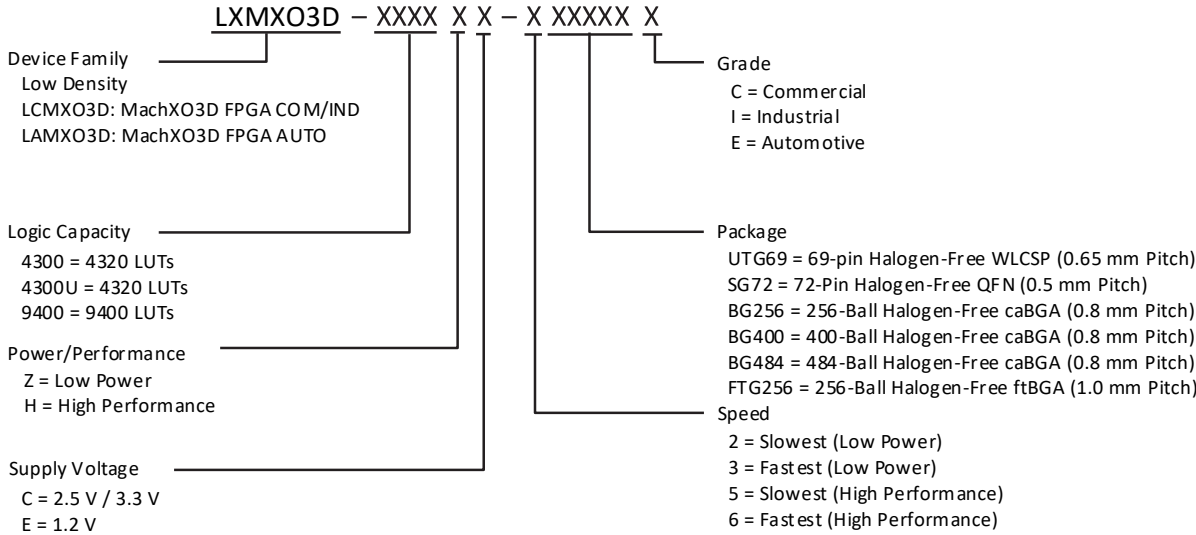 LXMXO3D – XXXX X X – X XXXXX X
Device Family
Low Density
LCMXO3D: MachXO3D FPGA COM/IND
LAMXO3D: MachXO3D FPGA AUTO
Logic Capacity
4300 = 4320 LUTs
4300U = 4320 LUTs
9400 = 9400 LUTs
Power/Performance
Z = Low Power
H = High Performance
Supply Voltage
C = 2.5 V / 3.3 V
E = 1.2 V
Grade
C = Commercial
I = Industrial
E = Automotive
Package
UTG69 = 69-pin Halogen-Free WLCSP (0.65 mm Pitch)
SG72 = 72-Pin Halogen-Free QFN (0.5 mm Pitch)
BG256 = 256-Ball Halogen-Free caBGA (0.8 mm Pitch)
BG400 = 400-Ball Halogen-Free caBGA (0.8 mm Pitch)
BG484 = 484-Ball Halogen-Free caBGA (0.8 mm Pitch)
FTG256 = 256-Ball Halogen-Free ftBGA (1.0 mm Pitch)
Speed
2 = Slowest (Low Power)
3 = Fastest (Low Power)
5 = Slowest (High Performance)
6 = Fastest (High Performance)